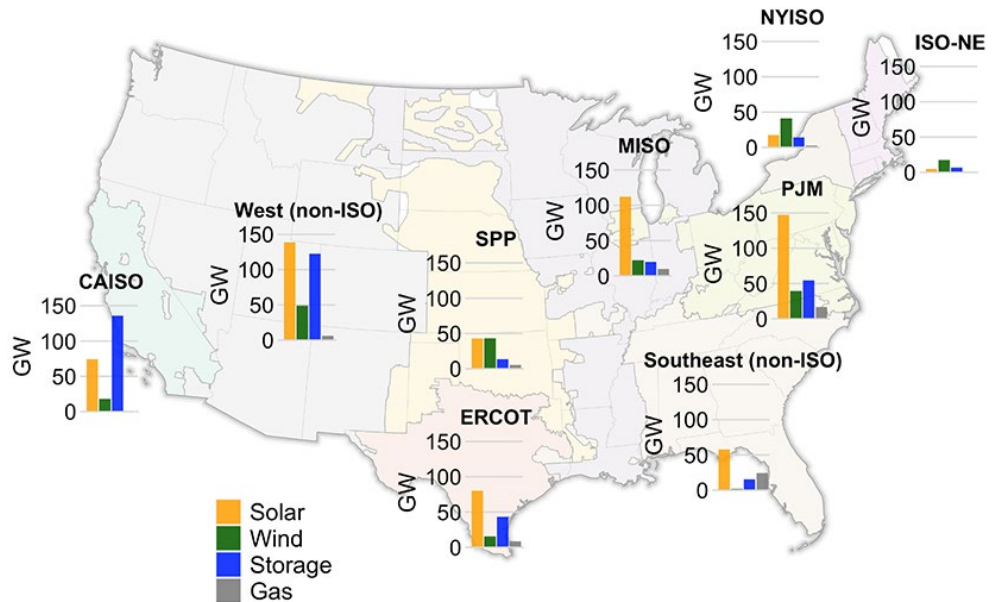 NYISO
150
100
50
0
GW
ISO-NE
150
100
50
0
GW
MISO
150
100
50
0
GW
PJM
150
100
50
0
GW
West (non-ISO)
150
100
50
0
GW
SPP
150
100
50
0
GW
CAISO
150
100
50
0
GW
Southeast (non-ISO)
150
100
50
0
GW
ERCOT
150
100
50
0
GW
Solar
Wind
Storage
Gas